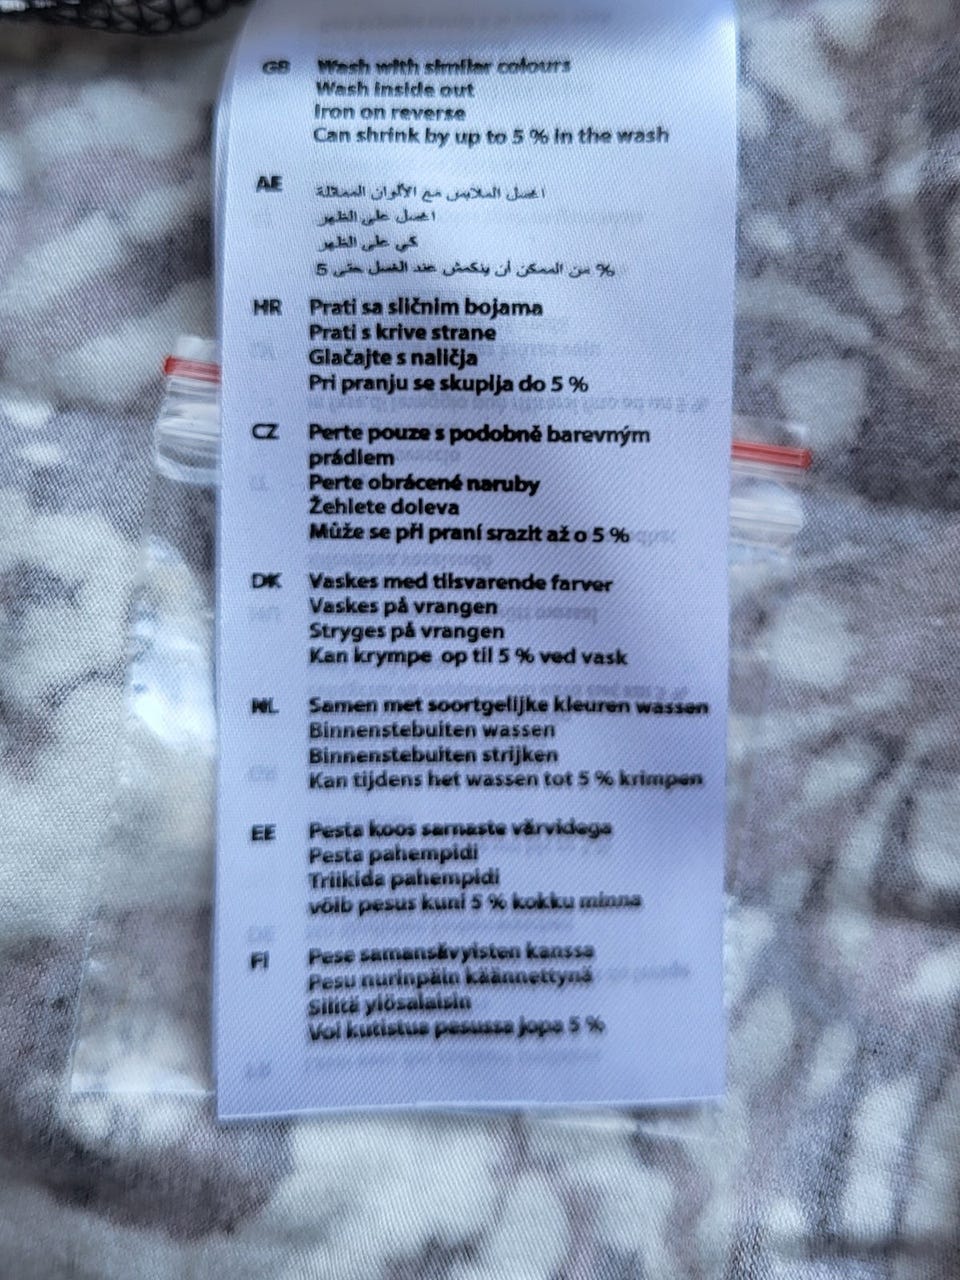 GB Wash with similar colours
Wash inside out
Iron on reverse
Can shrink by up to 5 % in the wash
AE اغسل الملابس مع الألوان المماثلة
اغسل على الظهر
كي على الظهر
% من الممكن أن ينكمش عند الغسل حتى 5
HR Prati sa sličnim bojama
Prati s krive strane
Glačajte s naličja
Pri pranju se skuplja do 5 %
CZ Perte pouze s podobně barevným
prádlem
Perte obrácené naruby
Žehlete doleva
Může se při praní srazit až o 5 %
DK Vaskes med tilsvarende farver
Vaskes på vrangen
Stryges på vrangen
Kan krympe op til 5 % ved vask
NL Samen met soortgelijke kleuren wassen
Binnenstebuiten wassen
Binnenstebuiten strijken
Kan tijdens het wassen tot 5 % krimpen
EE Pesta koos sarnaste värvidega
Pesta pahempidi
Triikida pahempidi
võib pesus kuni 5 % kokku minna
FI Pese samansävyisten kanssa
Pesu nurinpäin käännettynä
Silitä ylösalaisin
Voi kutistua pesussa jopa 5 %